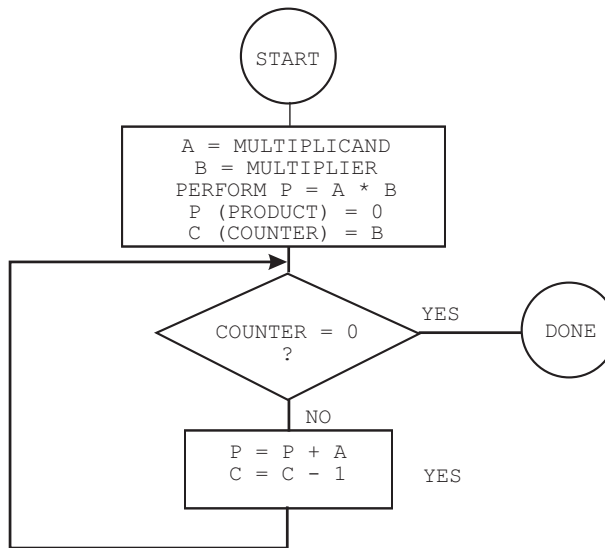 START
A = MULTIPLICAND
B = MULTIPLIER
PERFORM P = A * B
P (PRODUCT) = 0
C (COUNTER) = B
COUNTER = 0
?
YES
DONE
NO
P = P + A
C = C - 1
YES